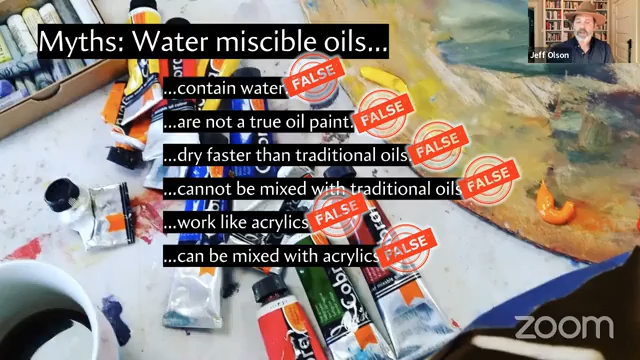 Myths: Water miscible oils...
Jeff Olson
...contain water
FALSE
...are not a true oil paint.
FALSE
...dry faster than traditional oils.
FALSE
...cannot be mixed with traditional oils
FALSE
...work like acrylics
FALSE
...can be mixed with acrylics
FALSE
zoom